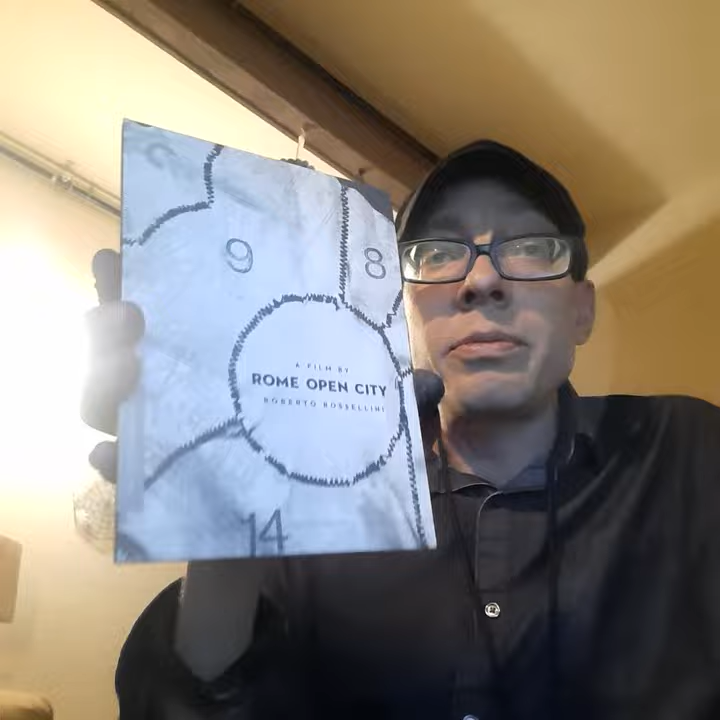 9
8
A FILM BY
ROME OPEN CITY
ROBERTO ROSSELLINI
14